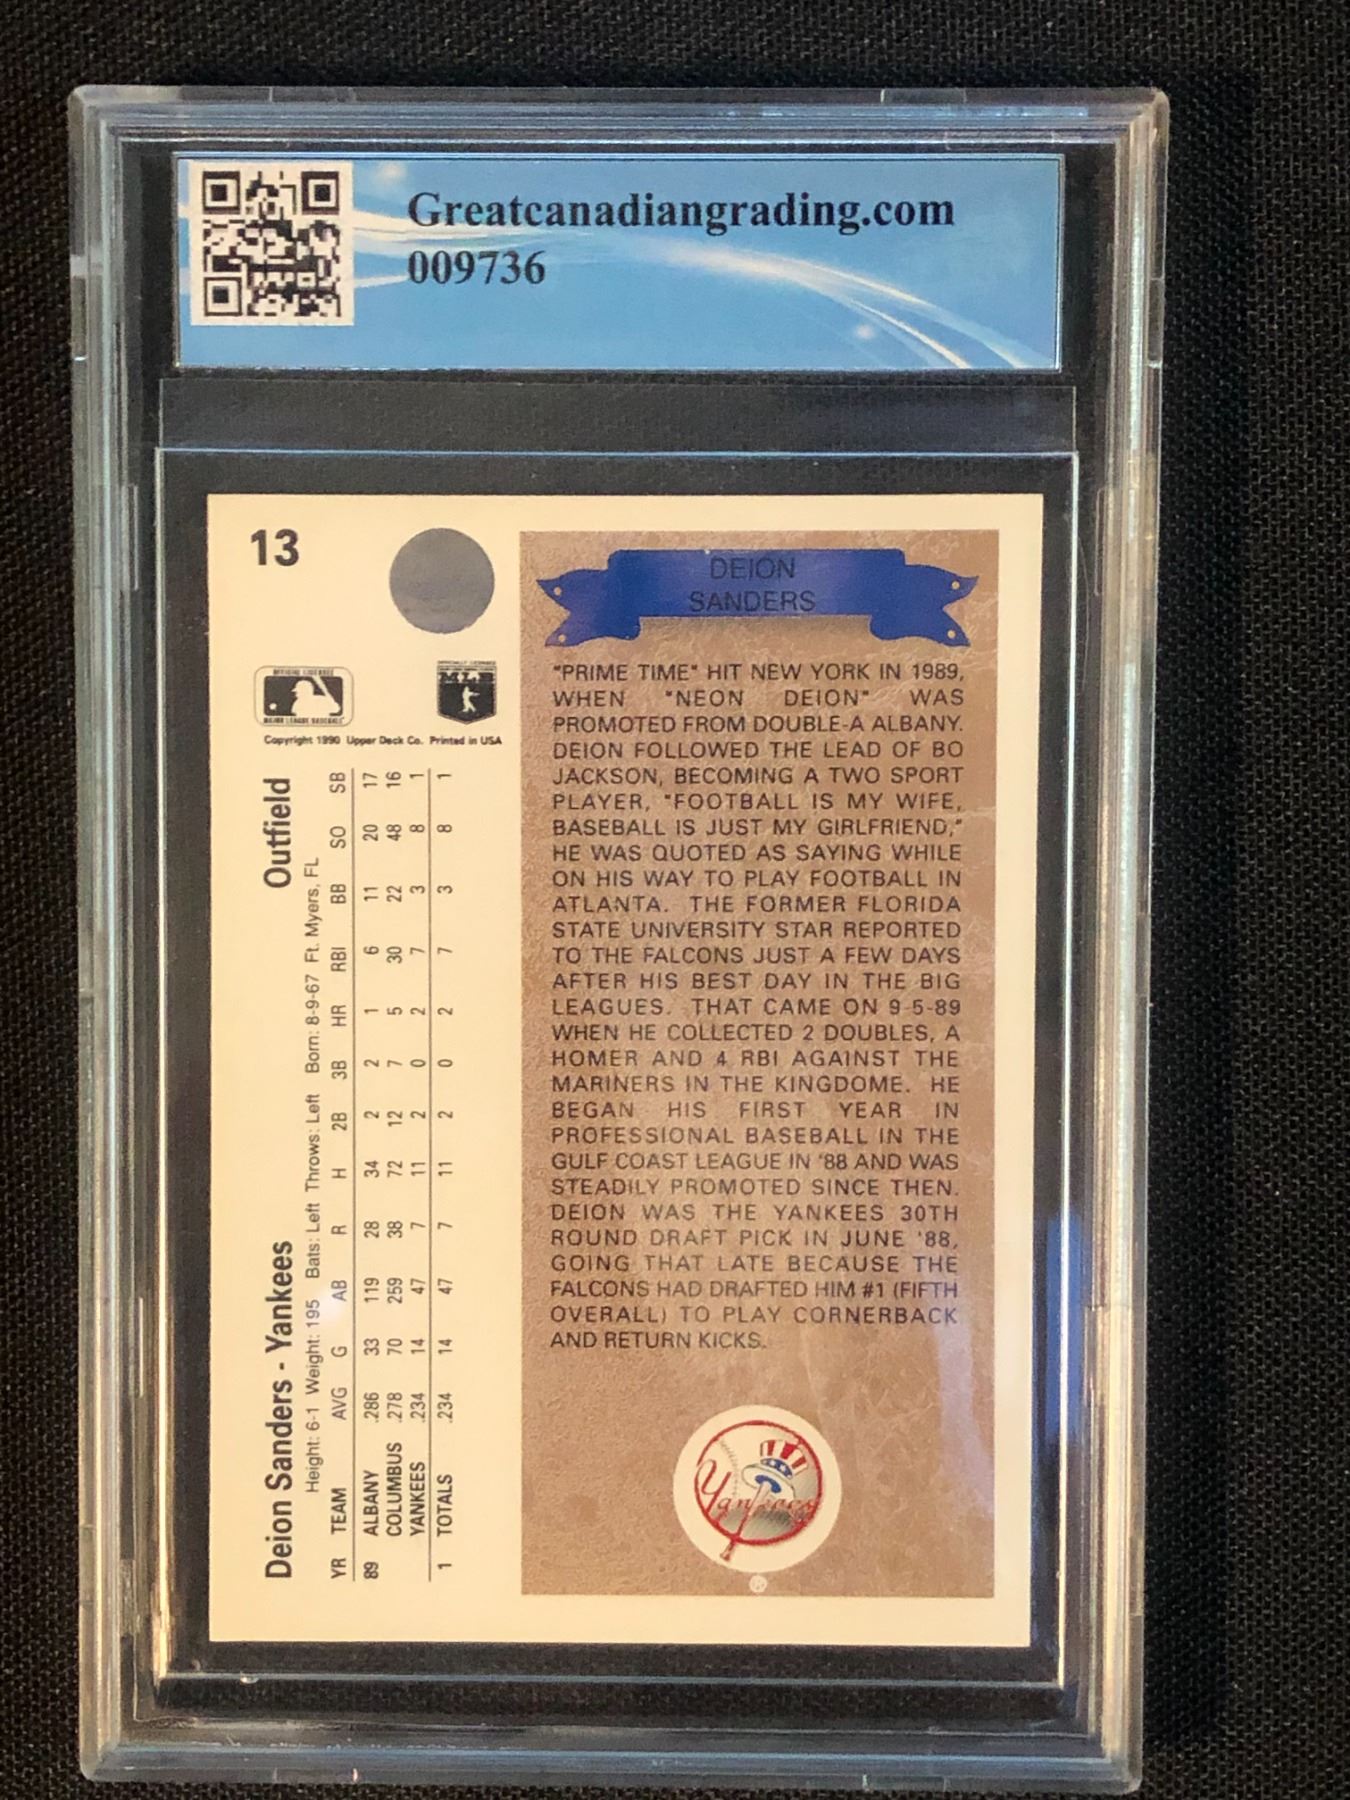 Greatcanadiangrading.com
009736
13
OFFICIAL LICENSEE
MAJOR LEAGUE BASEBALL
OFFICIALLY LICENSED
Copyright 1990 Upper Deck Co. Printed in USA
Deion Sanders - Yankees Outfield
Height: 6-1 Weight: 195 Bats: Left Throws: Left Born: 8-9-67 Ft. Myers, FL
YR TEAM AVG G AB R H 2B 3B HR RBI BB SO SB
89 ALBANY .286 33 119 28 34 2 2 1 6 11 20 17
COLUMBUS .278 70 259 38 72 12 7 5 30 22 48 16
YANKEES .234 14 47 7 11 2 0 2 7 3 8 1
1 TOTALS .234 14 47 7 11 2 0 2 7 3 8 1
DEION
SANDERS
"PRIME TIME" HIT NEW YORK IN 1989,
WHEN "NEON DEION" WAS
PROMOTED FROM DOUBLE-A ALBANY.
DEION FOLLOWED THE LEAD OF BO
JACKSON, BECOMING A TWO SPORT
PLAYER, "FOOTBALL IS MY WIFE,
BASEBALL IS JUST MY GIRLFRIEND,"
HE WAS QUOTED AS SAYING WHILE
ON HIS WAY TO PLAY FOOTBALL IN
ATLANTA. THE FORMER FLORIDA
STATE UNIVERSITY STAR REPORTED
TO THE FALCONS JUST A FEW DAYS
AFTER HIS BEST DAY IN THE BIG
LEAGUES. THAT CAME ON 9-5-89
WHEN HE COLLECTED 2 DOUBLES, A
HOMER AND 4 RBI AGAINST THE
MARINERS IN THE KINGDOME. HE
BEGAN HIS FIRST YEAR IN
PROFESSIONAL BASEBALL IN THE
GULF COAST LEAGUE IN '88 AND WAS
STEADILY PROMOTED SINCE THEN.
DEION WAS THE YANKEES 30TH
ROUND DRAFT PICK IN JUNE '88,
GOING THAT LATE BECAUSE THE
FALCONS HAD DRAFTED HIM #1 (FIFTH
OVERALL) TO PLAY CORNERBACK
AND RETURN KICKS.
Yankees
®